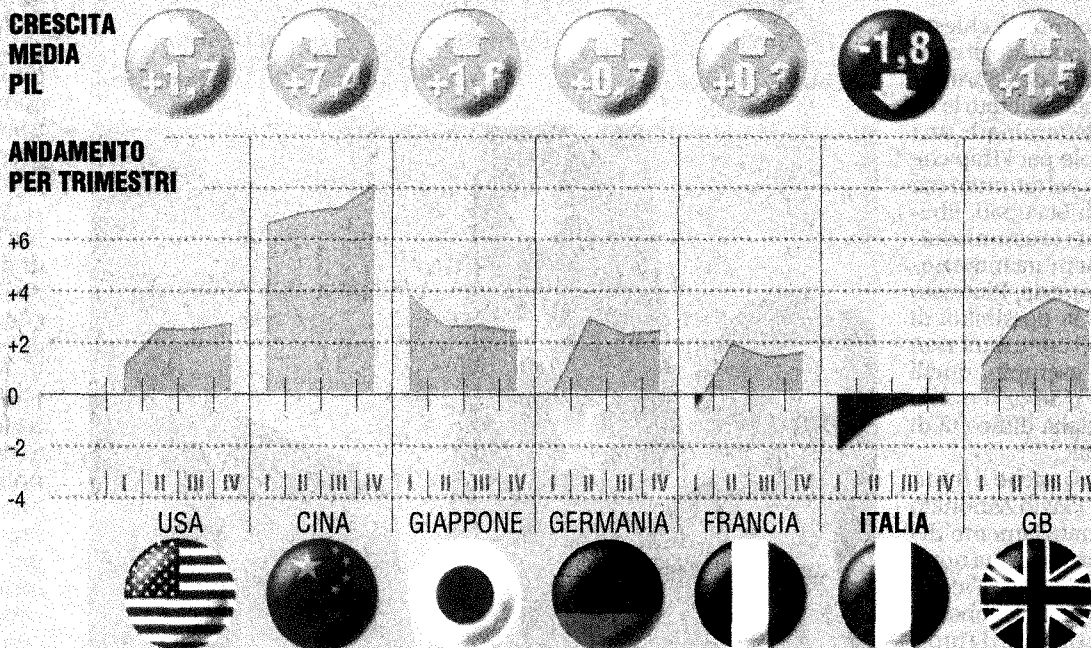 CRESCITA
MEDIA
PIL
+1,7
+7,4
+1,6
+0,7
+0,3
-1,8
+1,5
ANDAMENTO
PER TRIMESTRI
+6
+4
+2
0
-2
-4
I II III IV I II III IV I II III IV I II III IV I II III IV I II III IV I II III IV
USA CINA GIAPPONE GERMANIA FRANCIA ITALIA GB